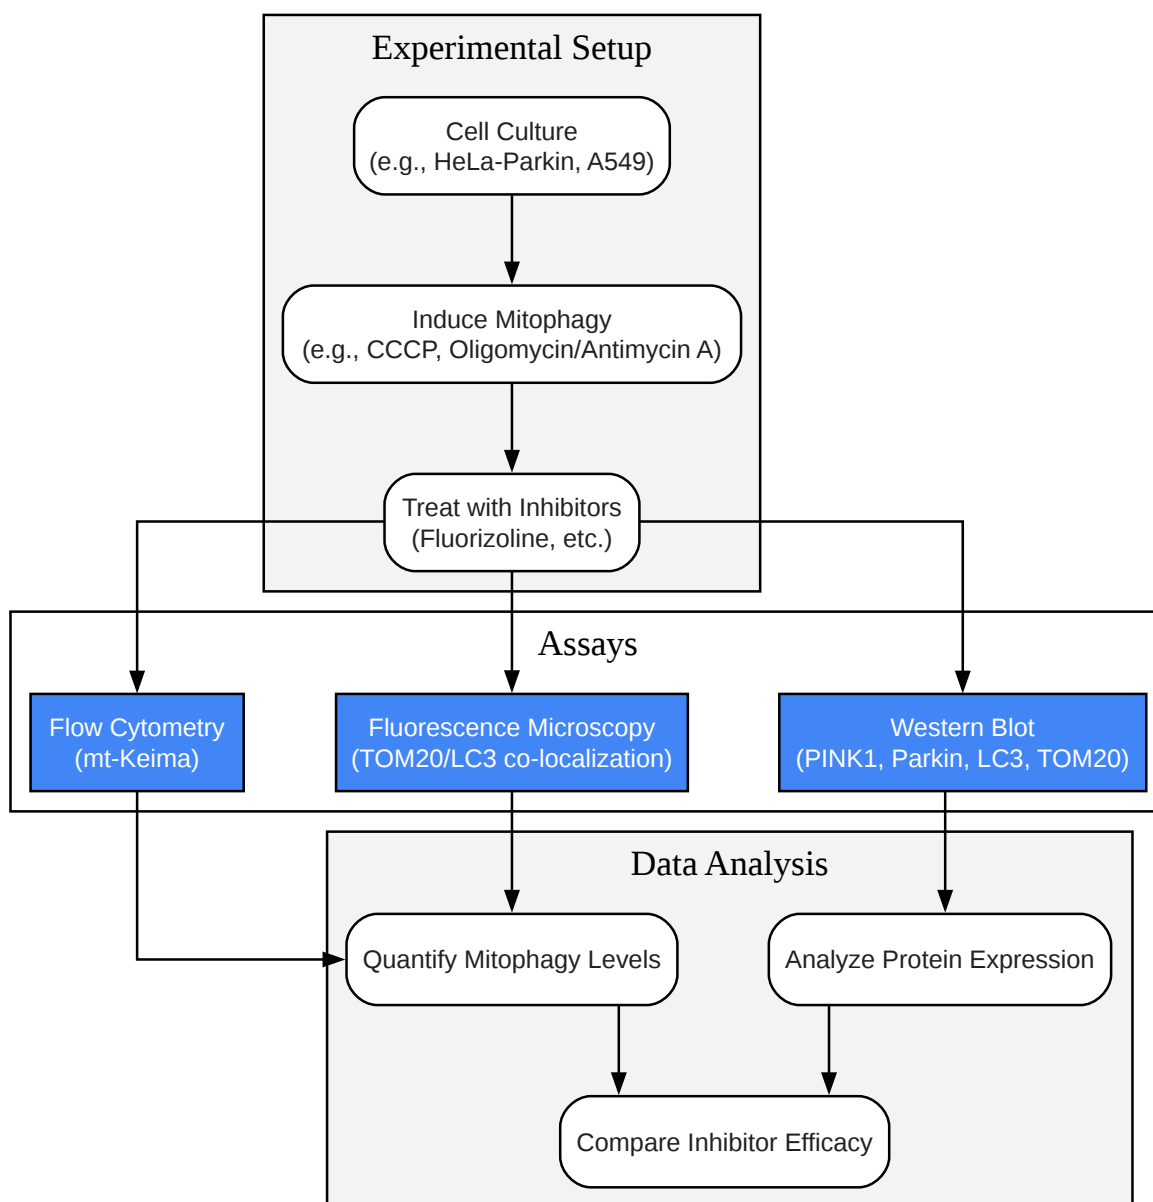 Experimental Setup
Cell Culture
(e.g., HeLa-Parkin, A549)
Induce Mitophagy
(e.g., CCCP, Oligomycin/Antimycin A)
Treat with Inhibitors
(Fluorizoline, etc.)
Assays
Flow Cytometry
(mt-Keima)
Fluorescence Microscopy
(TOM20/LC3 co-localization)
Western Blot
(PINK1, Parkin, LC3, TOM20)
Data Analysis
Quantify Mitophagy Levels
Analyze Protein Expression
Compare Inhibitor Efficacy